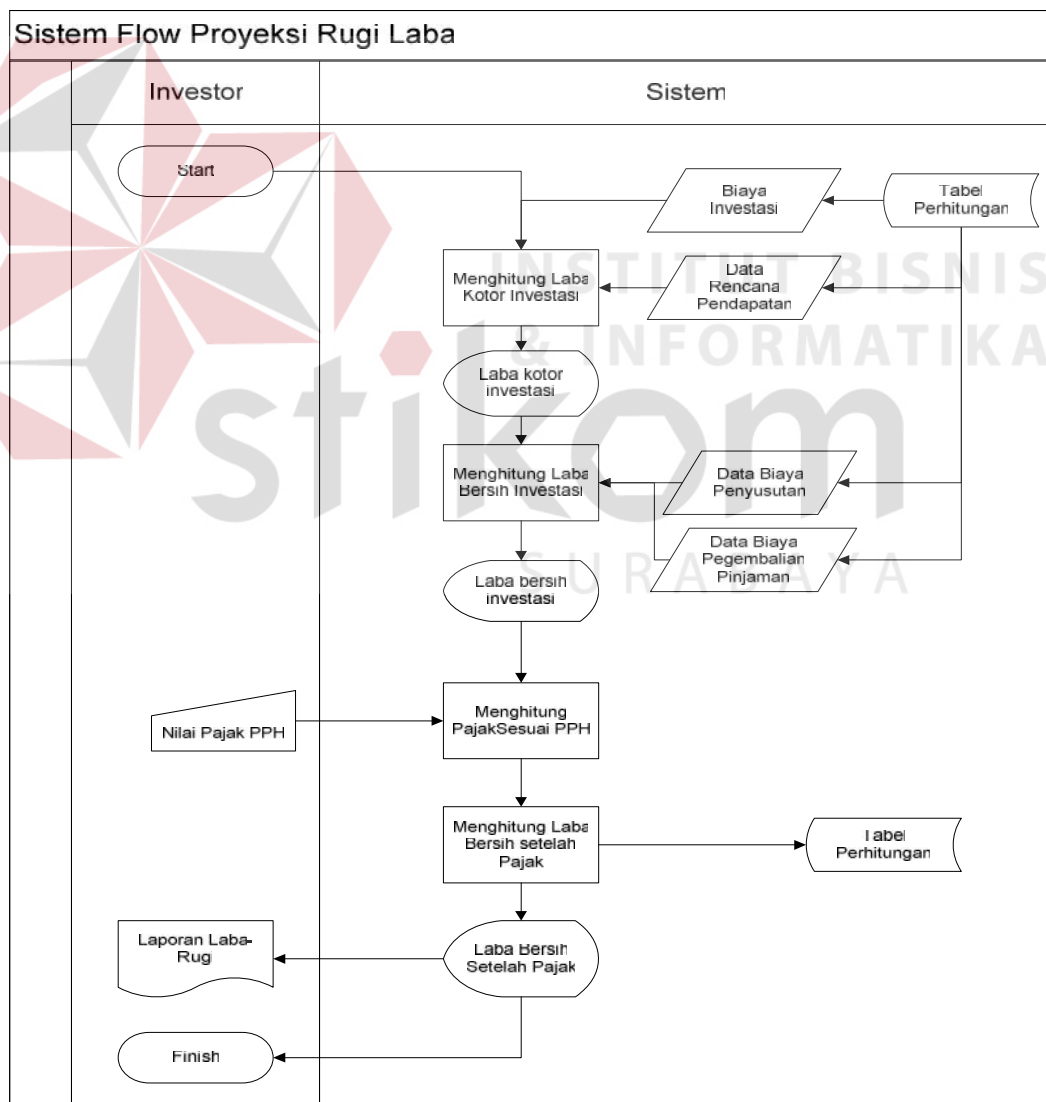 Sistem Flow Proyeksi Rugi Laba
Investor
Sistem
Start
Biaya
Investasi
Tabel
Perhitungan
Menghitung Laba
Kotor Investasi
Data
Rencana
Pendapatan
INSTITUT BISNIS
& INFORMATIKA
Laba kotor
investasi
stikom
Menghitung Laba
Bersih Investasi
Data Biaya
Penyusutan
Data Biaya
Pegembalian
Pinjaman
SURABAYA
Laba bersih
investasi
Nilai Pajak PPH
Menghitung
PajakSesuai PPH
Menghitung Laba
Bersih setelah
Pajak
Tabel
Perhitungan
Laporan Laba-
Rugi
Laba Bersih
Setelah Pajak
Finish